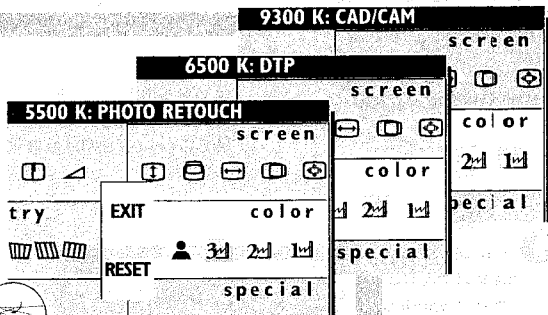 9300 K: CAD/CAM
screen
6500 K: DTP
screen
5500 K: PHOTO RETOUCH
color
screen
2 1
color
try
EXIT
color
2 1
special
3 2 1
special
RESET
special